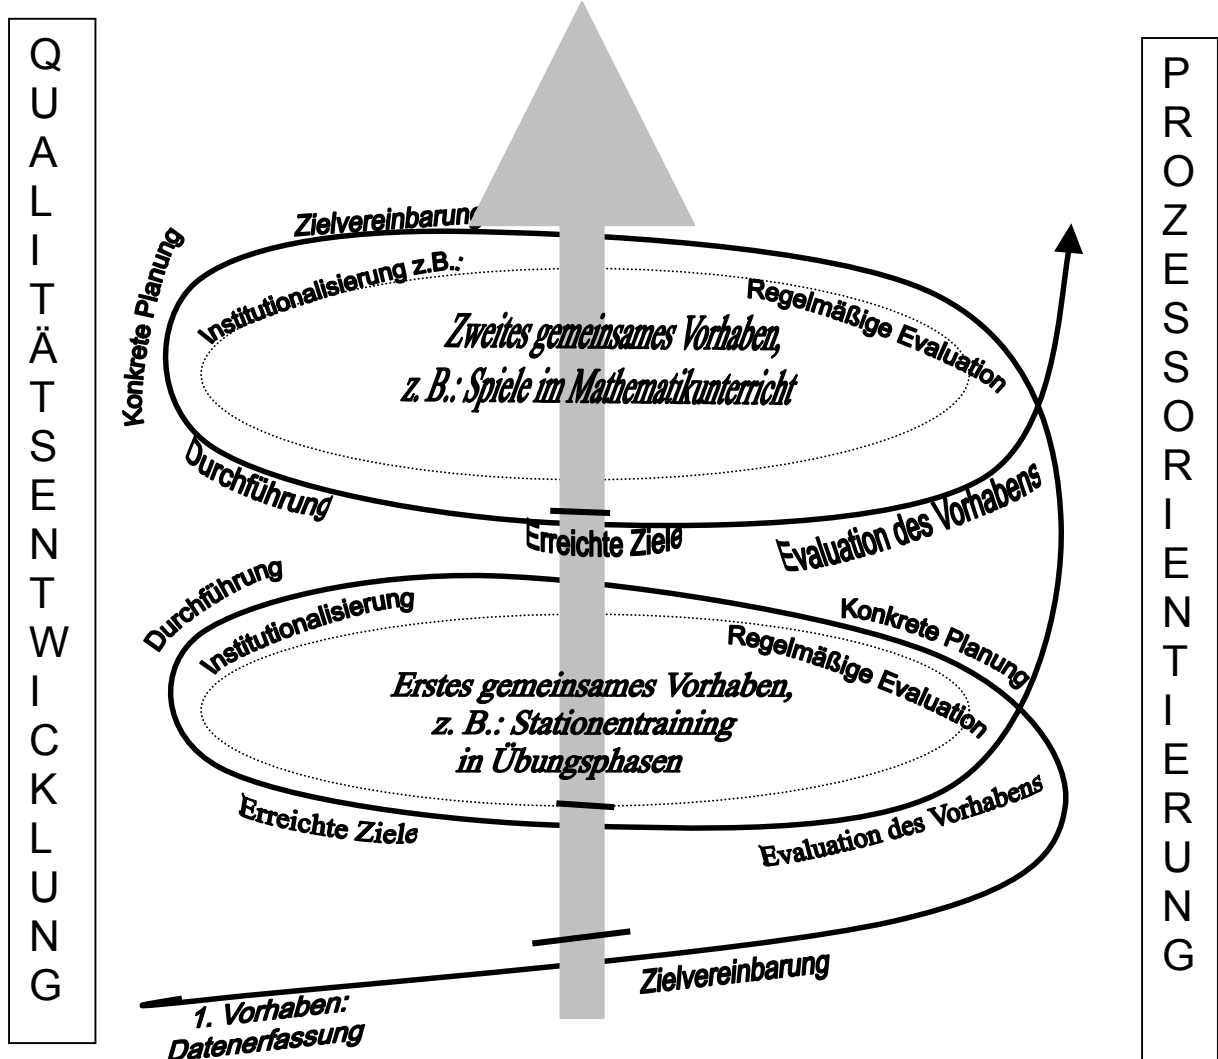 QUALITÄTSENTWICKLUNG
PROZESSORIENTIERUNG
Zielvereinbarung
Konkrete Planung
Institutionalisierung z.B.:
Regelmäßige Evaluation
Zweites gemeinsames Vorhaben,
z. B.: Spiele im Mathematikunterricht
Durchführung
Erreichte Ziele
Evaluation des Vorhabens
Durchführung
Institutionalisierung
Konkrete Planung
Regelmäßige Evaluation
Erstes gemeinsames Vorhaben,
z. B.: Stationentraining
in Übungsphasen
Erreichte Ziele
Evaluation des Vorhabens
Zielvereinbarung
1. Vorhaben:
Datenerfassung